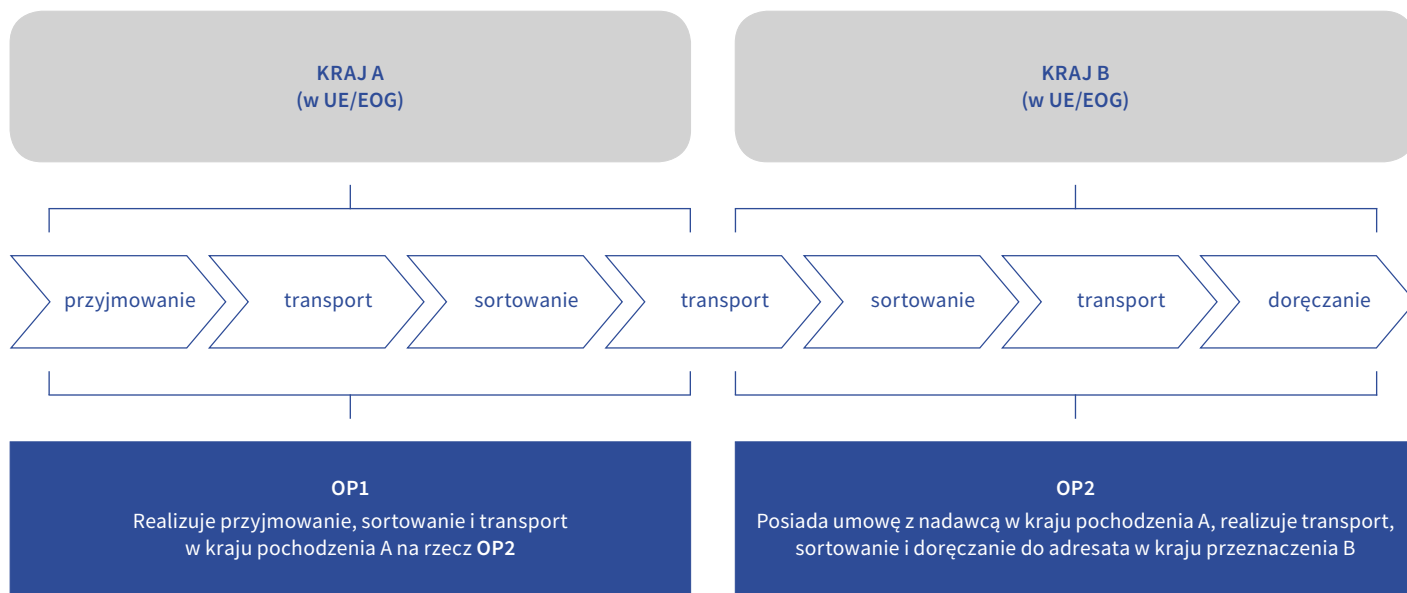 KRAJ A
(w UE/EOG)
KRAJ B
(w UE/EOG)
przyjmowanie
transport
sortowanie
transport
sortowanie
transport
doręczanie
OP1
Realizuje przyjmowanie, sortowanie i transport
w kraju pochodzenia A na rzecz OP2
OP2
Posiada umowę z nadawcą w kraju pochodzenia A, realizuje transport,
sortowanie i doręczanie do adresata w kraju przeznaczenia B